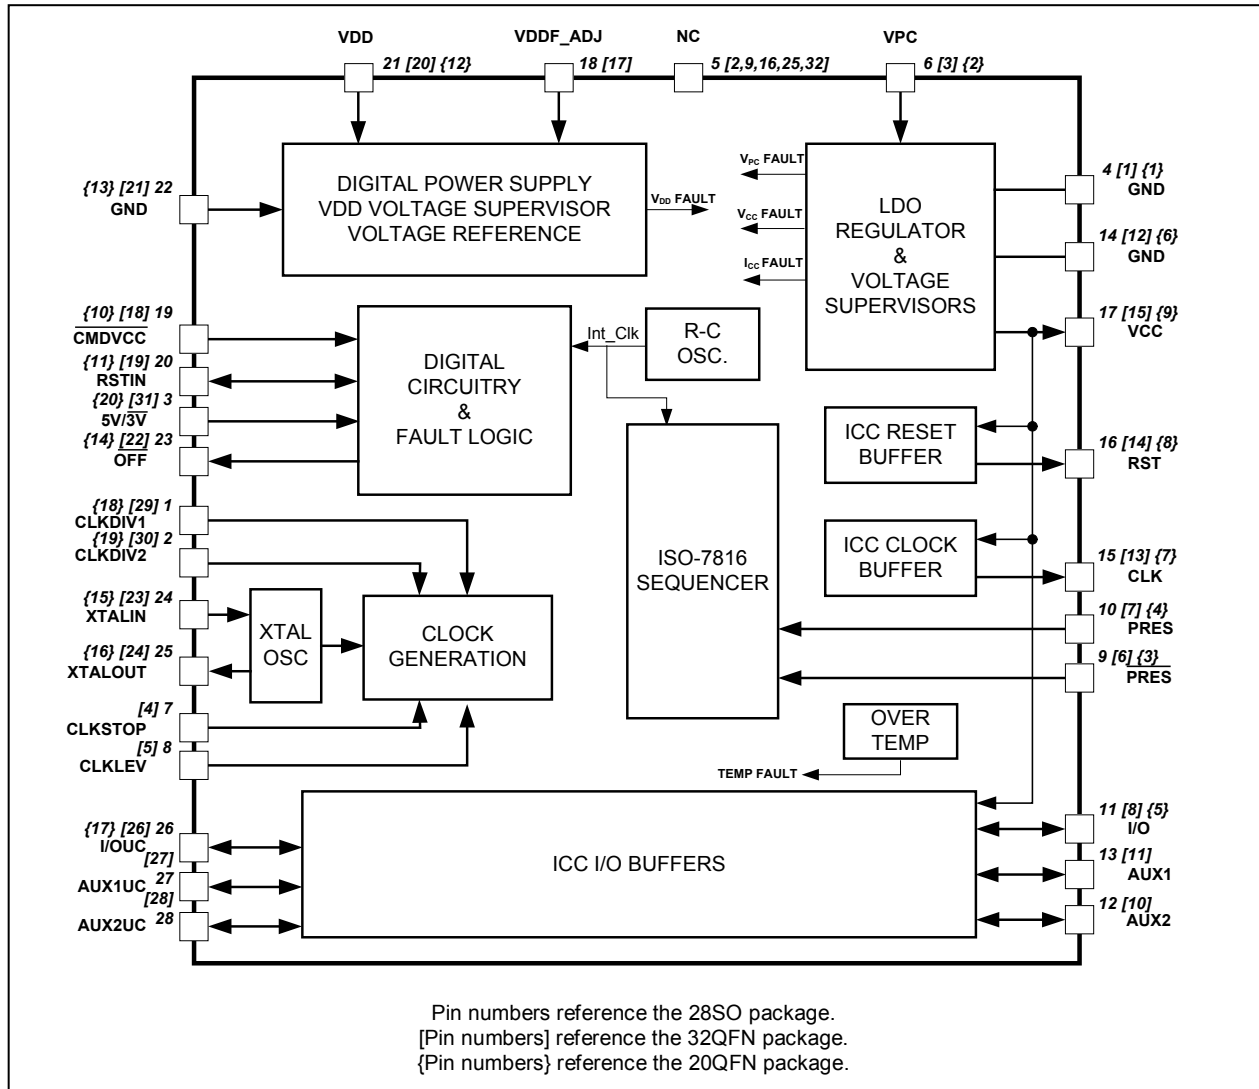 VDD
21 [20] {12}
VDDF_ADJ
18 [17]
NC
5 [2,9,16,25,32]
VPC
6 [3] {2}
{13} [21] 22
GND
DIGITAL POWER SUPPLY
VDD VOLTAGE SUPERVISOR
VOLTAGE REFERENCE
VDD FAULT
VPC FAULT
VCC FAULT
ICC FAULT
LDO
REGULATOR
&
VOLTAGE
SUPERVISORS
4 [1] {1}
GND
14 [12] {6}
GND
17 [15] {9}
VCC
{10} [18] 19
CMDVCC
{11} [19] 20
RSTIN
{20} [31] 3
5V/3V
{14} [22] 23
OFF
DIGITAL
CIRCUITRY
&
FAULT LOGIC
Int_Clk
R-C
OSC.
ICC RESET
BUFFER
16 [14] {8}
RST
ISO-7816
SEQUENCER
ICC CLOCK
BUFFER
15 [13] {7}
CLK
10 [7] {4}
PRES
9 [6] {3}
PRES
{18} [29] 1
CLKDIV1
{19} [30] 2
CLKDIV2
{15} [23] 24
XTALIN
{16} [24] 25
XTALOUT
XTAL
OSC
CLOCK
GENERATION
[4] 7
CLKSTOP
[5] 8
CLKLEV
OVER
TEMP
TEMP FAULT
{17} [26] 26
I/OUC
[27]
AUX1UC 27
[28]
AUX2UC 28
ICC I/O BUFFERS
11 [8] {5}
I/O
13 [11]
AUX1
12 [10]
AUX2
Pin numbers reference the 28SO package.
[Pin numbers] reference the 32QFN package.
{Pin numbers} reference the 20QFN package.